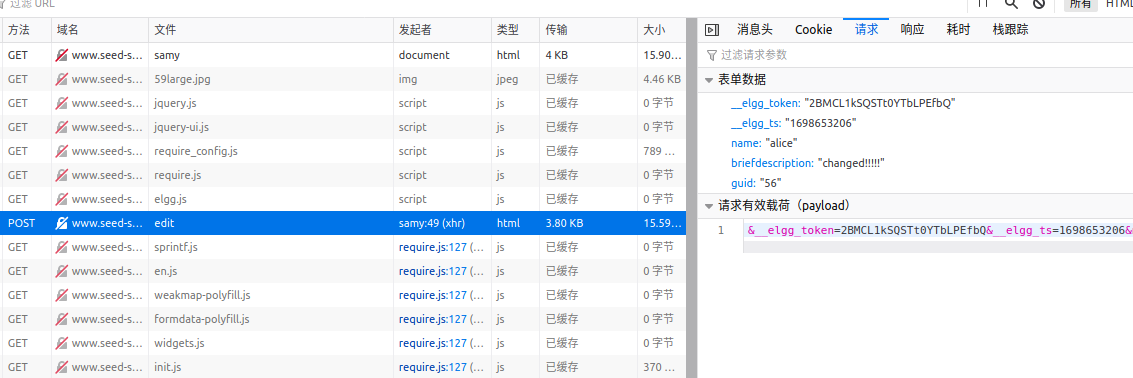 过滤 URL 所有 HTML
方法 域名 文件 发起者 类型 传输 大小
GET www.seed-s... samy document html 4 KB 15.90...
GET www.seed-s... 59large.jpg img jpeg 已缓存 4.46 KB
GET www.seed-s... jquery.js script js 已缓存 0 字节
GET www.seed-s... jquery-ui.js script js 已缓存 0 字节
GET www.seed-s... require_config.js script js 已缓存 789 ...
GET www.seed-s... require.js script js 已缓存 0 字节
GET www.seed-s... elgg.js script js 已缓存 0 字节
POST www.seed-s... edit samy:49 (xhr) html 3.80 KB 15.59...
GET www.seed-s... sprintf.js require.js:127 (... js 已缓存 0 字节
GET www.seed-s... en.js require.js:127 (... js 已缓存 0 字节
GET www.seed-s... weakmap-polyfill.js require.js:127 (... js 已缓存 0 字节
GET www.seed-s... formdata-polyfill.js require.js:127 (... js 已缓存 0 字节
GET www.seed-s... widgets.js require.js:127 (... js 已缓存 0 字节
GET www.seed-s... init.js require.js:127 (... js 已缓存 370 ...
消息头 Cookie 请求 响应 耗时 栈跟踪
过滤请求参数
表单数据
__elgg_token: "2BMCL1kSQSTt0YTbLPEfbQ"
__elgg_ts: "1698653206"
name: "alice"
briefdescription: "changed!!!!!"
guid: "56"
请求有效载荷（payload）
1 &__elgg_token=2BMCL1kSQSTt0YTbLPEfbQ&__elgg_ts=1698653206&